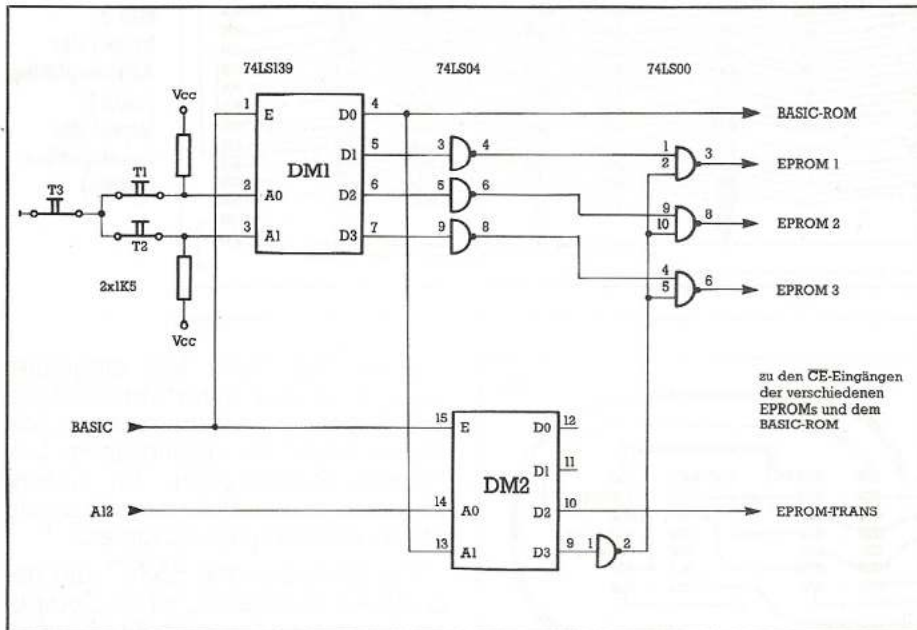 74LS139
74LS04
74LS00
Vcc
1 E D0 4
BASIC-ROM
DM1
D1 5 3 4
1 3
2
EPROM 1
T1
T3
2 A0 D2 6 5 6
9 8
10
EPROM 2
T2
3 A1 D3 7 9 8
4 6
5
EPROM 3
2x1K5
Vcc
zu den CE-Eingängen
der verschiedenen
EPROMs und dem
BASIC-ROM
BASIC
15 E D0 12
D1 11
DM2
A12
14 A0 D2 10
EPROM-TRANS
13 A1 D3 9 1 2